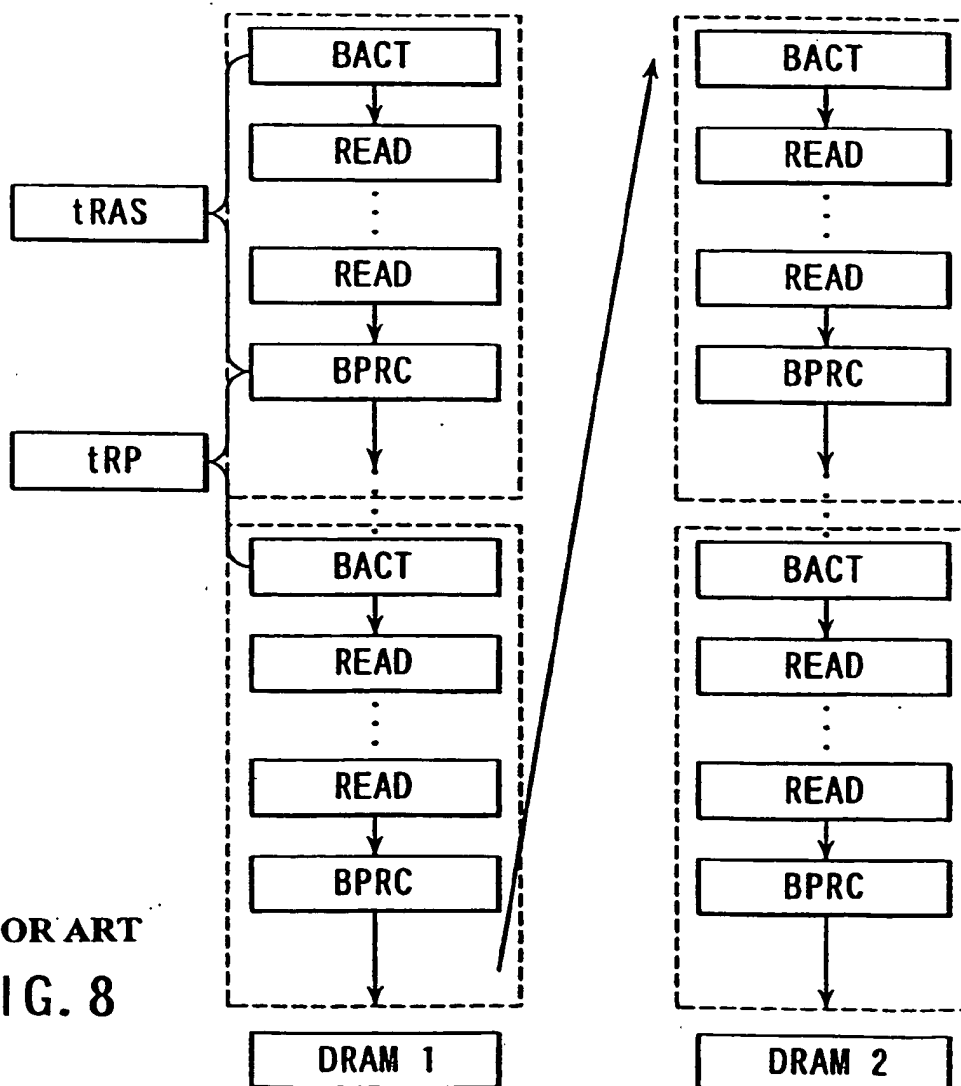 BACT
READ
READ
BPRC
tRAS
tRP
BACT
READ
READ
BPRC
DRAM 1
BACT
READ
READ
BPRC
BACT
READ
READ
BPRC
DRAM 2
OR ART
IG. 8